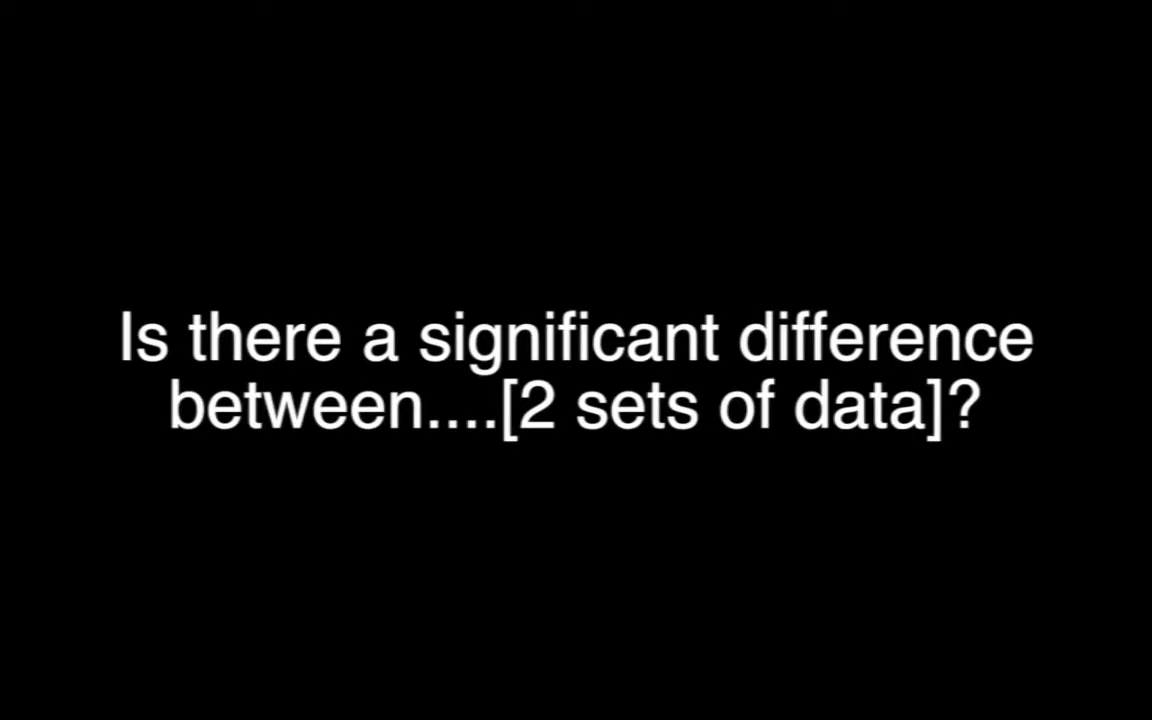 Is there a significant difference
between....[2 sets of data]?